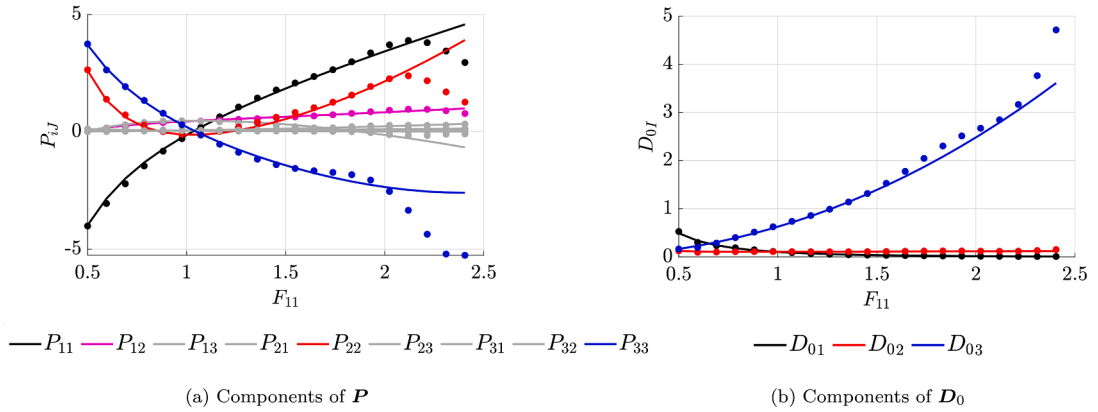 5
0
-5
P_{iJ}
0.5 1 1.5 2 2.5
F_{11}
P_{11} P_{12} P_{13} P_{21} P_{22} P_{23} P_{31} P_{32} P_{33}
(a) Components of P
5
4
3
2
1
0
D_{0I}
0.5 1 1.5 2 2.5
F_{11}
D_{01} D_{02} D_{03}
(b) Components of D_0